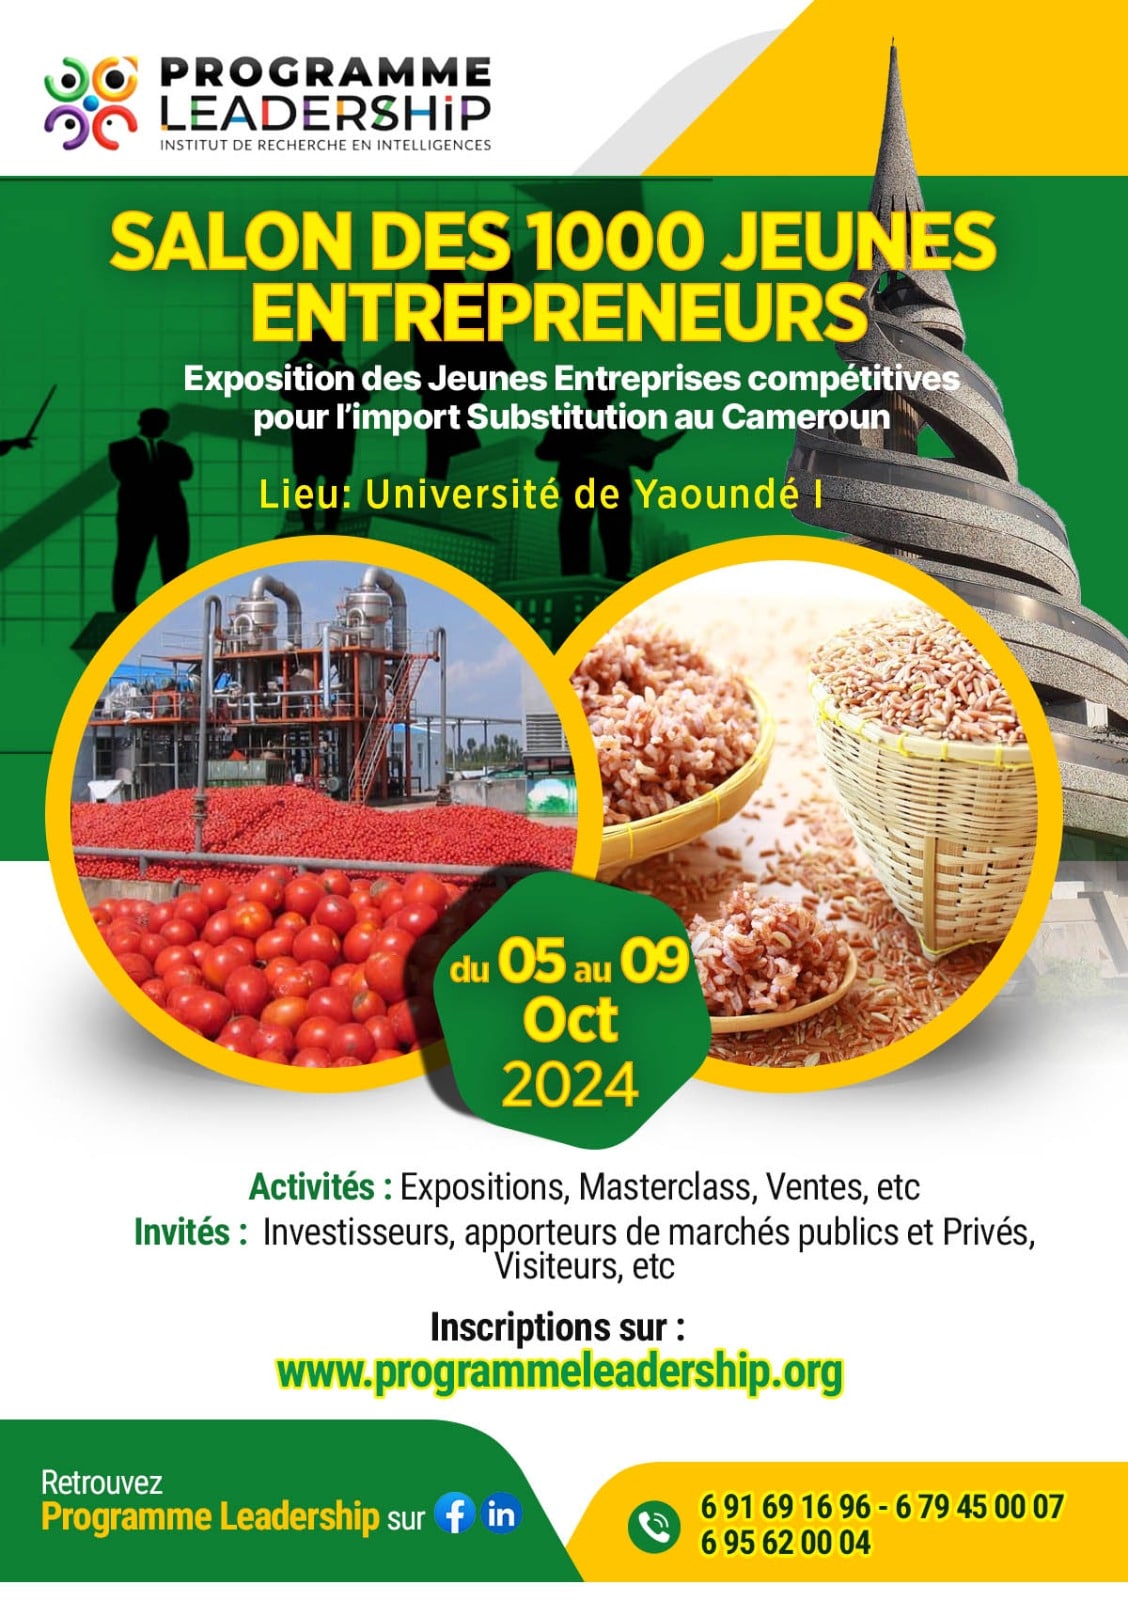 PROGRAMME
LEADERSHiP
INSTITUT DE RECHERCHE EN INTELLIGENCES
SALON DES 1000 JEUNES
ENTREPRENEURS
Exposition des Jeunes Entreprises compétitives
pour l'import Substitution au Cameroun
Lieu: Université de Yaoundé I
du 05 au 09
Oct
2024
Activités : Expositions, Masterclass, Ventes, etc
Invités : Investisseurs, apporteurs de marchés publics et Privés,
Visiteurs, etc
Inscriptions sur :
www.programmeleadership.org
Retrouvez
Programme Leadership sur f in
6 91 69 16 96 - 6 79 45 00 07
6 95 62 00 04